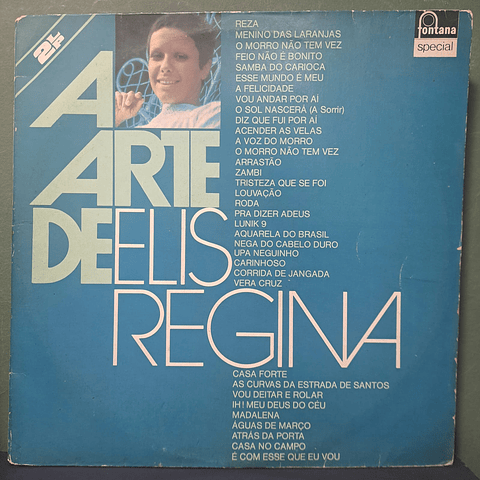 2 LPs
fontana
special
A
ARTE
DE ELIS
REGINA
REZA
MENINO DAS LARANJAS
O MORRO NÃO TEM VEZ
FEIO NÃO É BONITO
SAMBA DO CARIOCA
ESSE MUNDO É MEU
A FELICIDADE
VOU ANDAR POR AÍ
O SOL NASCERÁ (A Sorrir)
DIZ QUE FUI POR AÍ
ACENDER AS VELAS
A VOZ DO MORRO
O MORRO NÃO TEM VEZ
ARRASTÃO
ZAMBI
TRISTEZA QUE SE FOI
LOUVAÇÃO
RODA
PRA DIZER ADEUS
LUNIK 9
AQUARELA DO BRASIL
NEGA DO CABELO DURO
UPA NEGUINHO
CARINHOSO
CORRIDA DE JANGADA
VERA CRUZ
CASA FORTE
AS CURVAS DA ESTRADA DE SANTOS
VOU DEITAR E ROLAR
IH! MEU DEUS DO CÉU
MADALENA
ÁGUAS DE MARÇO
ATRÁS DA PORTA
CASA NO CAMPO
É COM ESSE QUE EU VOU